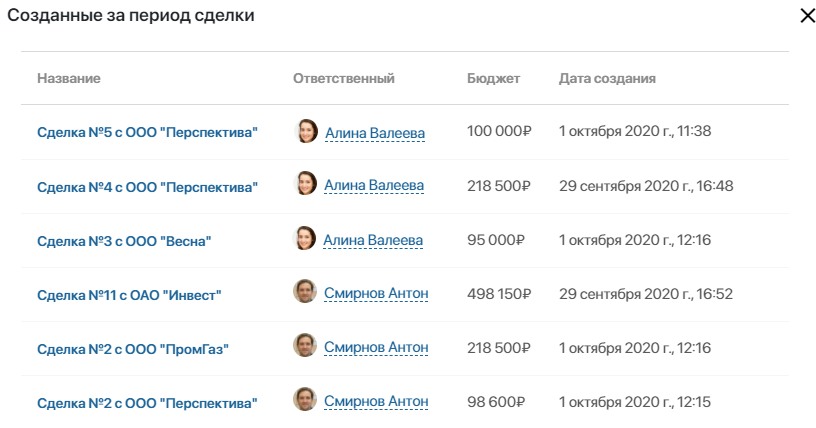 Созданные за период сделки
Название Ответственный Бюджет Дата создания
Сделка №5 с ООО "Перспектива" Алина Валеева 100 000₽ 1 октября 2020 г., 11:38
Сделка №4 с ООО "Перспектива" Алина Валеева 218 500₽ 29 сентября 2020 г., 16:48
Сделка №3 с ООО "Весна" Алина Валеева 95 000₽ 1 октября 2020 г., 12:16
Сделка №11 с ОАО "Инвест" Смирнов Антон 498 150₽ 29 сентября 2020 г., 16:52
Сделка №2 с ООО "ПромГаз" Смирнов Антон 218 500₽ 1 октября 2020 г., 12:16
Сделка №2 с ООО "Перспектива" Смирнов Антон 98 600₽ 1 октября 2020 г., 12:15